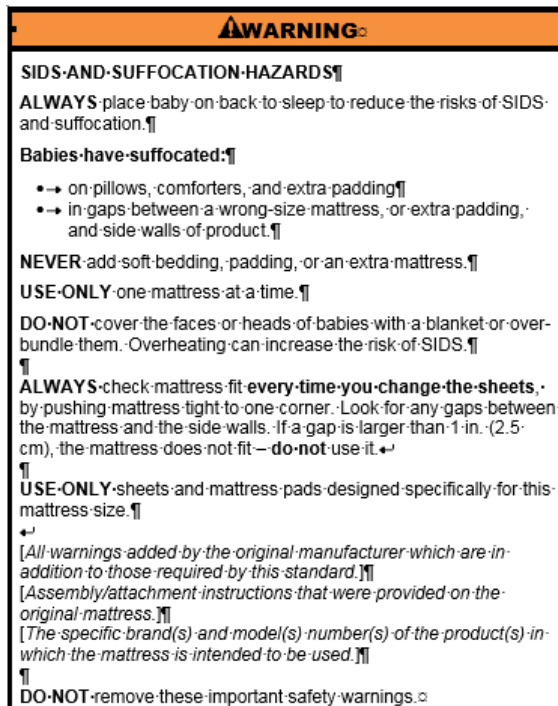 ⚠WARNING
SIDS AND SUFFOCATION HAZARDS
ALWAYS place baby on back to sleep to reduce the risks of SIDS
and suffocation.
Babies have suffocated:
• on pillows, comforters, and extra padding
• in gaps between a wrong-size mattress, or extra padding,
and side walls of product.
NEVER add soft bedding, padding, or an extra mattress.
USE ONLY one mattress at a time.
DO NOT cover the faces or heads of babies with a blanket or over-
bundle them. Overheating can increase the risk of SIDS.
ALWAYS check mattress fit every time you change the sheets,
by pushing mattress tight to one corner. Look for any gaps between
the mattress and the side walls. If a gap is larger than 1 in. (2.5
cm), the mattress does not fit – do not use it.
USE ONLY sheets and mattress pads designed specifically for this
mattress size.
[All warnings added by the original manufacturer which are in
addition to those required by this standard.]
[Assembly/attachment instructions that were provided on the
original mattress.]
[The specific brand(s) and model(s) number(s) of the product(s) in
which the mattress is intended to be used.]
DO NOT remove these important safety warnings.